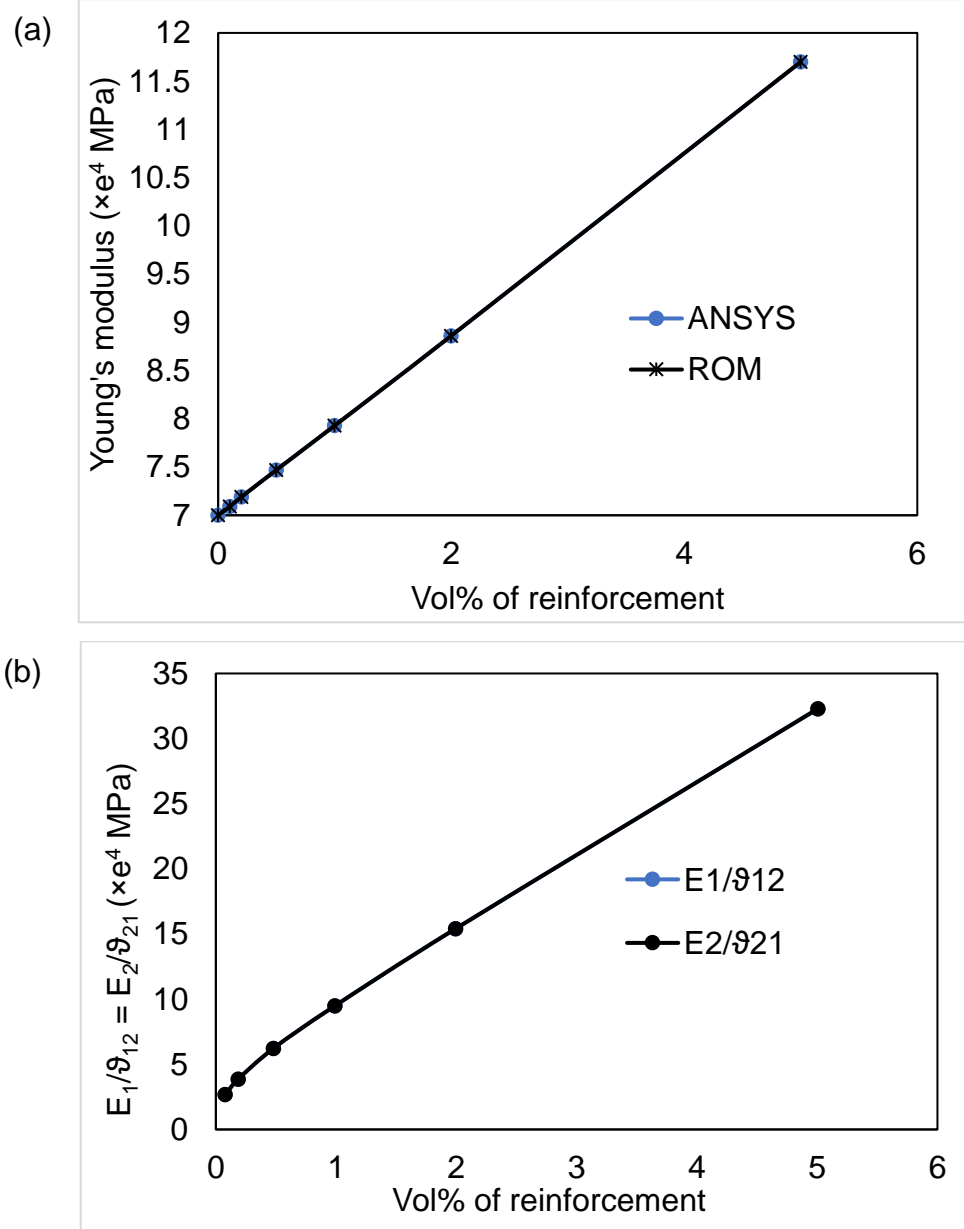 (a)
12
11.5
11
10.5
10
9.5
9
8.5
8
7.5
7
Young's modulus (×e⁴ MPa)
ANSYS
ROM
0 2 4 6
Vol% of reinforcement
(b)
35
30
25
20
15
10
5
0
E₁/ϑ₁₂ = E₂/ϑ₂₁ (×e⁴ MPa)
E1/ϑ12
E2/ϑ21
0 1 2 3 4 5 6
Vol% of reinforcement